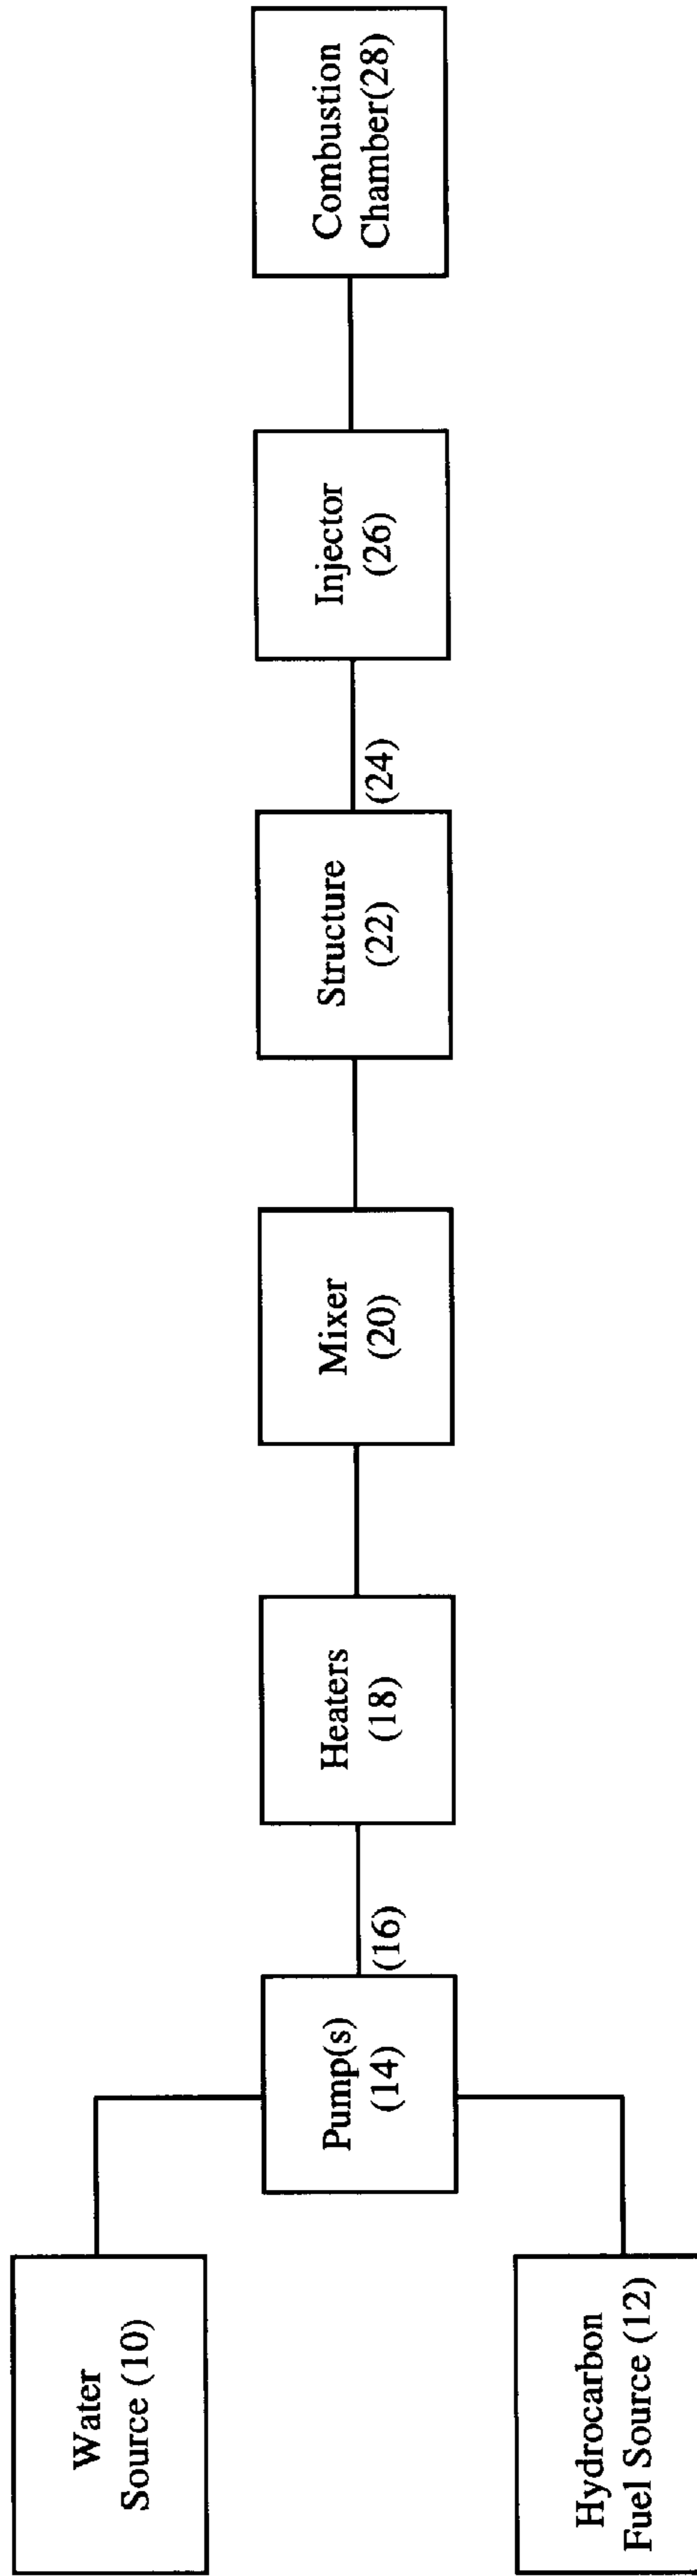 Water
Source (10)
Hydrocarbon
Fuel Source (12)
Pump(s)
(14)
(16)
Heaters
(18)
Mixer
(20)
Structure
(22)
(24)
Injector
(26)
Combustion
Chamber(28)